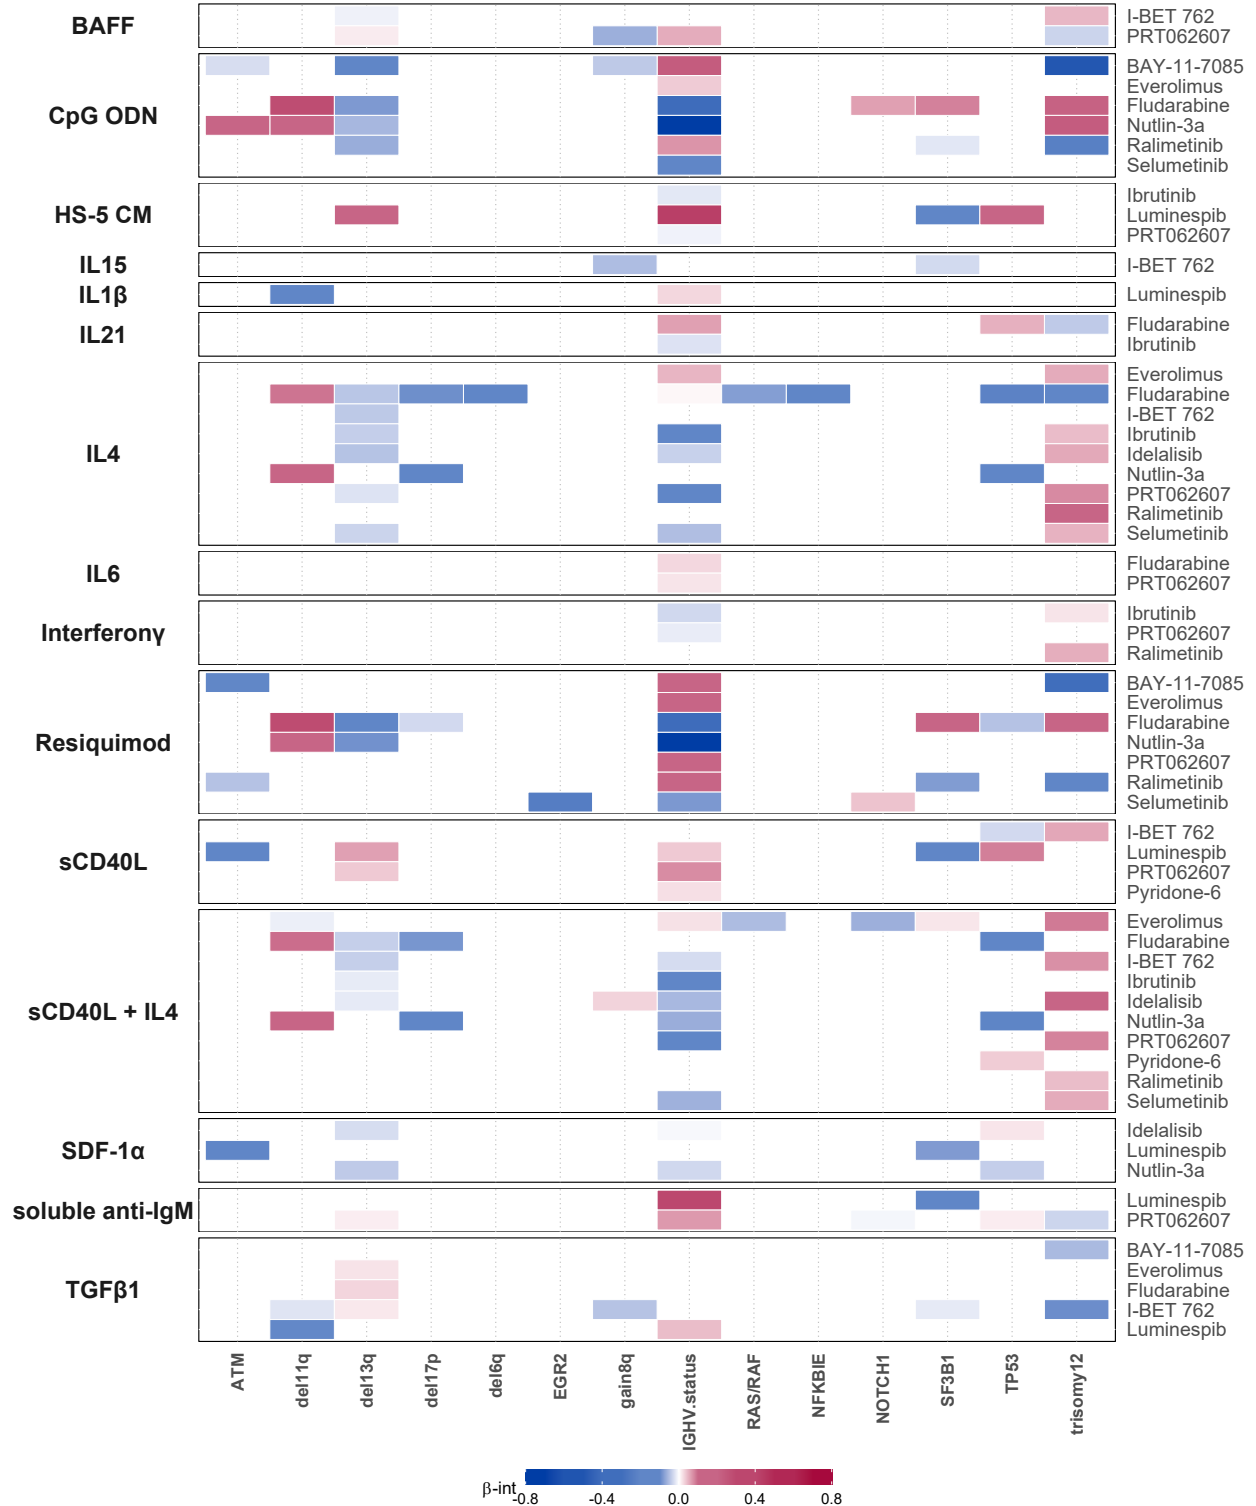 BAFF
I-BET 762
PRT062607
CpG ODN
BAY-11-7085
Everolimus
Fludarabine
Nutlin-3a
Ralimetinib
Selumetinib
HS-5 CM
Ibrutinib
Luminespib
PRT062607
IL15
I-BET 762
IL1β
Luminespib
IL21
Fludarabine
Ibrutinib
IL4
Everolimus
Fludarabine
I-BET 762
Ibrutinib
Idelalisib
Nutlin-3a
PRT062607
Ralimetinib
Selumetinib
IL6
Fludarabine
PRT062607
Interferonγ
Ibrutinib
PRT062607
Ralimetinib
Resiquimod
BAY-11-7085
Everolimus
Fludarabine
Nutlin-3a
PRT062607
Ralimetinib
Selumetinib
sCD40L
I-BET 762
Luminespib
PRT062607
Pyridone-6
sCD40L + IL4
Everolimus
Fludarabine
I-BET 762
Ibrutinib
Idelalisib
Nutlin-3a
PRT062607
Pyridone-6
Ralimetinib
Selumetinib
SDF-1α
Idelalisib
Luminespib
Nutlin-3a
soluble anti-IgM
Luminespib
PRT062607
TGFβ1
BAY-11-7085
Everolimus
Fludarabine
I-BET 762
Luminespib
ATM
del11q
del13q
del17p
del6q
EGR2
gain8q
IGHV.status
RAS/RAF
NFKBIE
NOTCH1
SF3B1
TP53
trisomy12
β-int
-0.8 -0.4 0.0 0.4 0.8